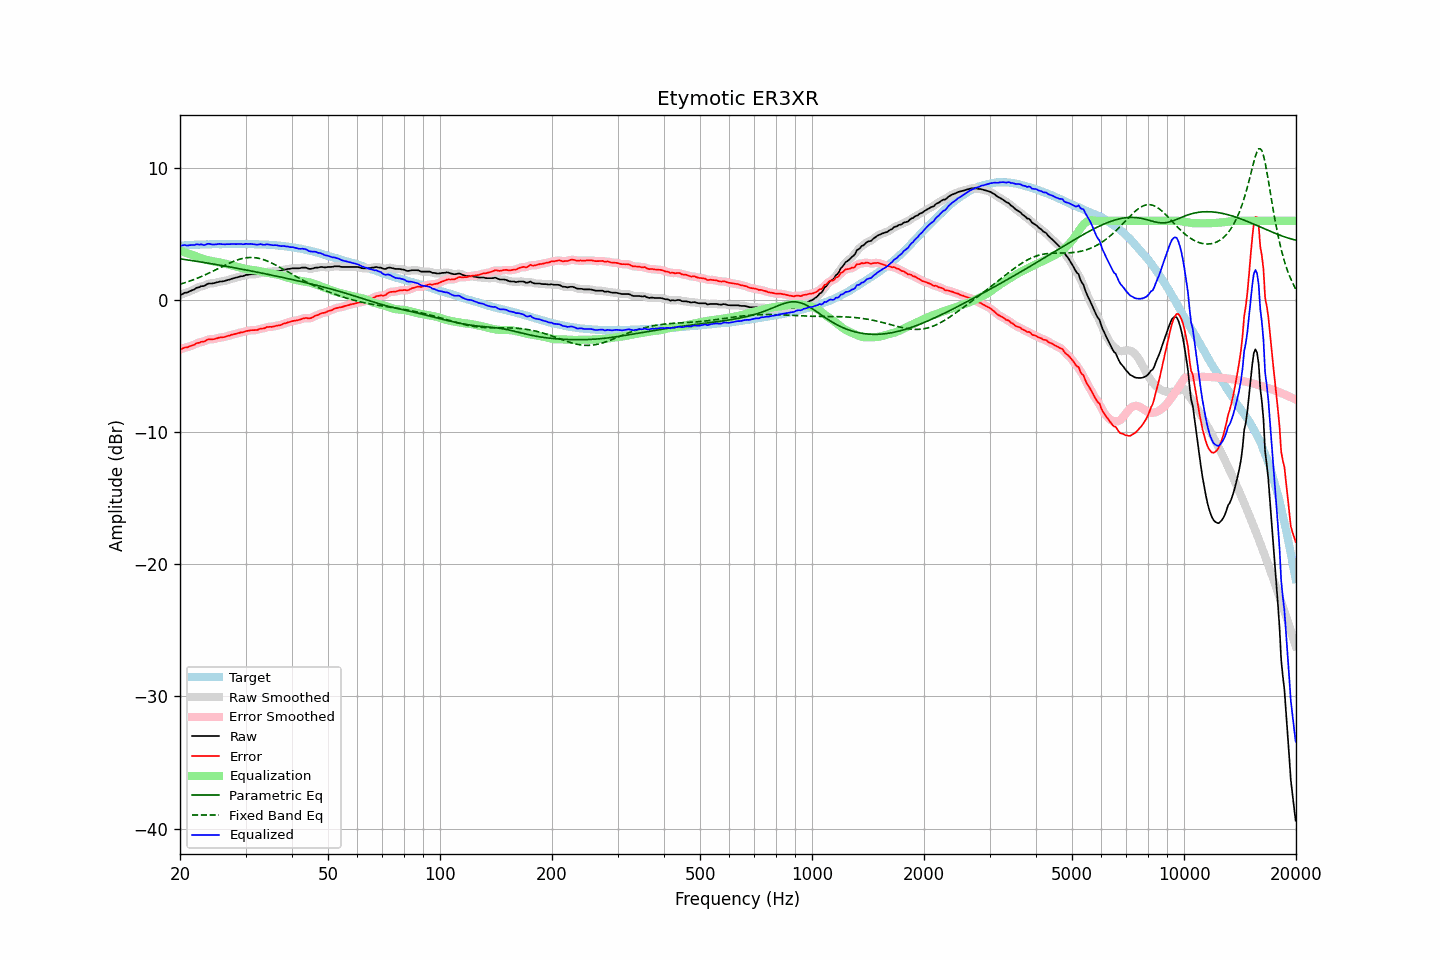 Etymotic ER3XR
Amplitude (dBr)
10
0
−10
−20
−30
−40
Target
Raw Smoothed
Error Smoothed
Raw
Error
Equalization
Parametric Eq
Fixed Band Eq
Equalized
20 50 100 200 500 1000 2000 5000 10000 20000
Frequency (Hz)